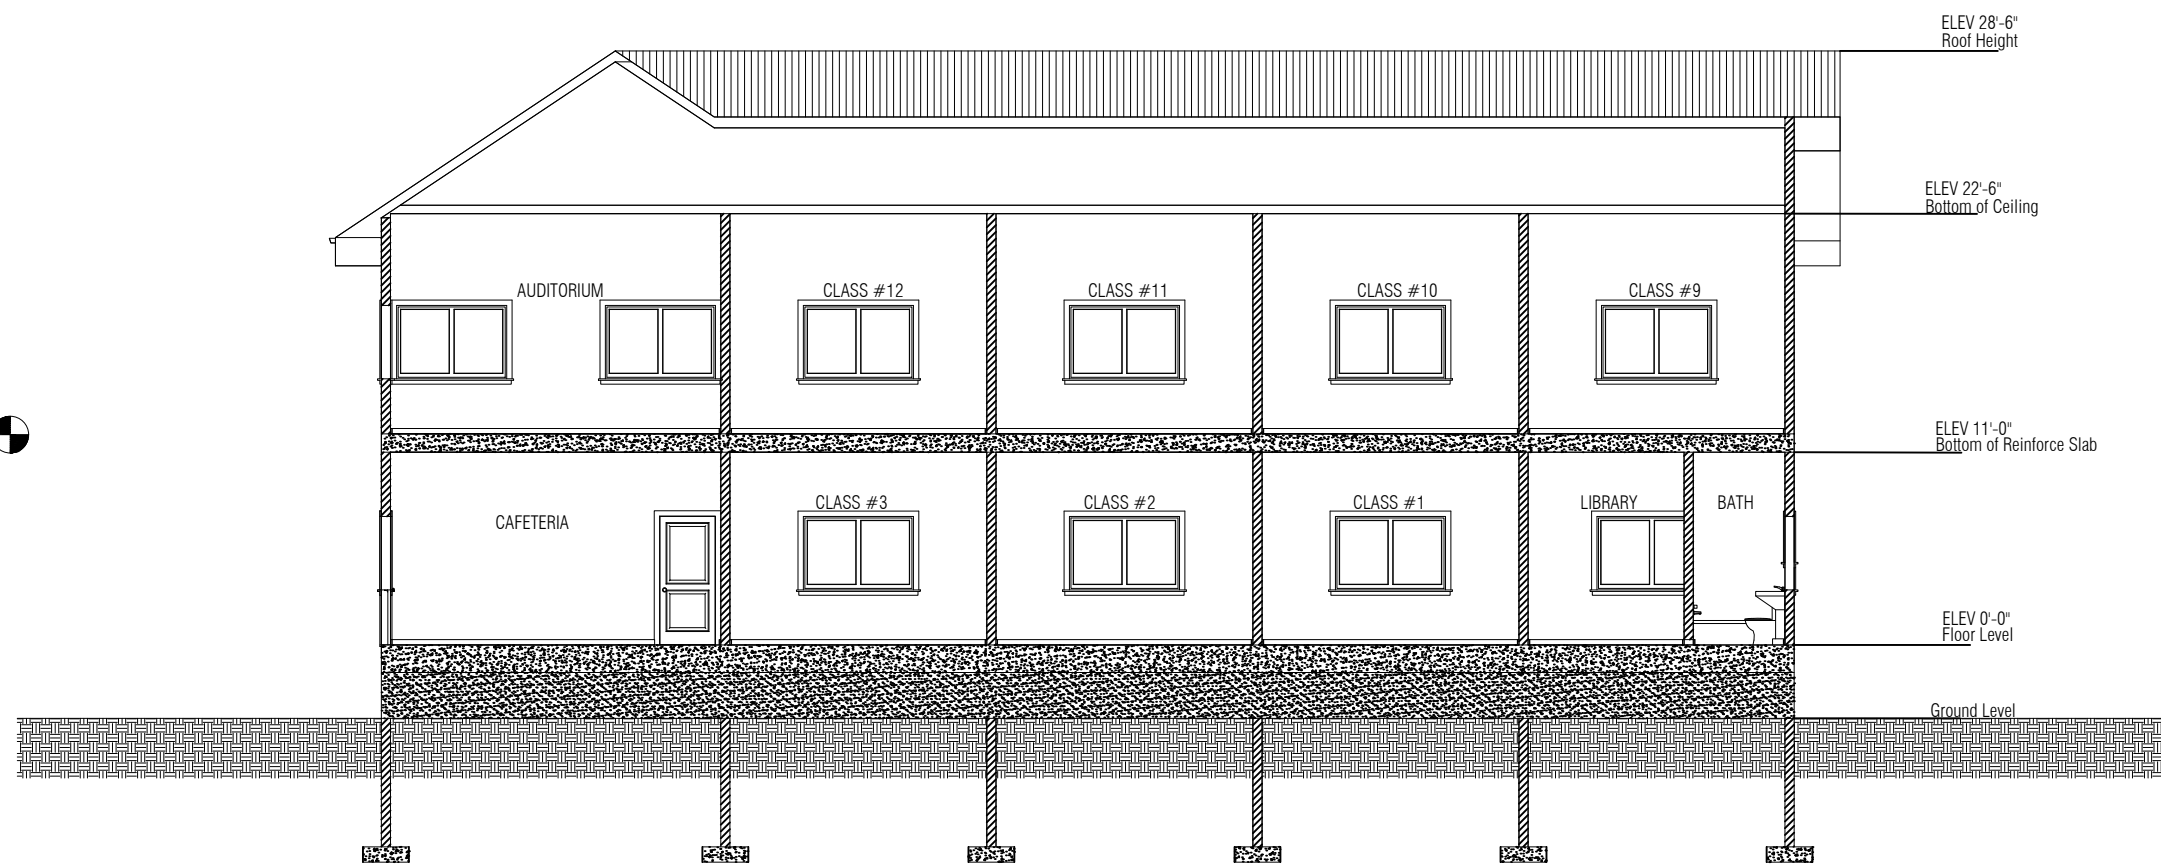 ELEV 28'-6"
Roof Height
ELEV 22'-6"
Bottom of Ceiling
AUDITORIUM
CLASS #12
CLASS #11
CLASS #10
CLASS #9
ELEV 11'-0"
Bottom of Reinforce Slab
CAFETERIA
CLASS #3
CLASS #2
CLASS #1
LIBRARY
BATH
ELEV 0'-0"
Floor Level
Ground Level